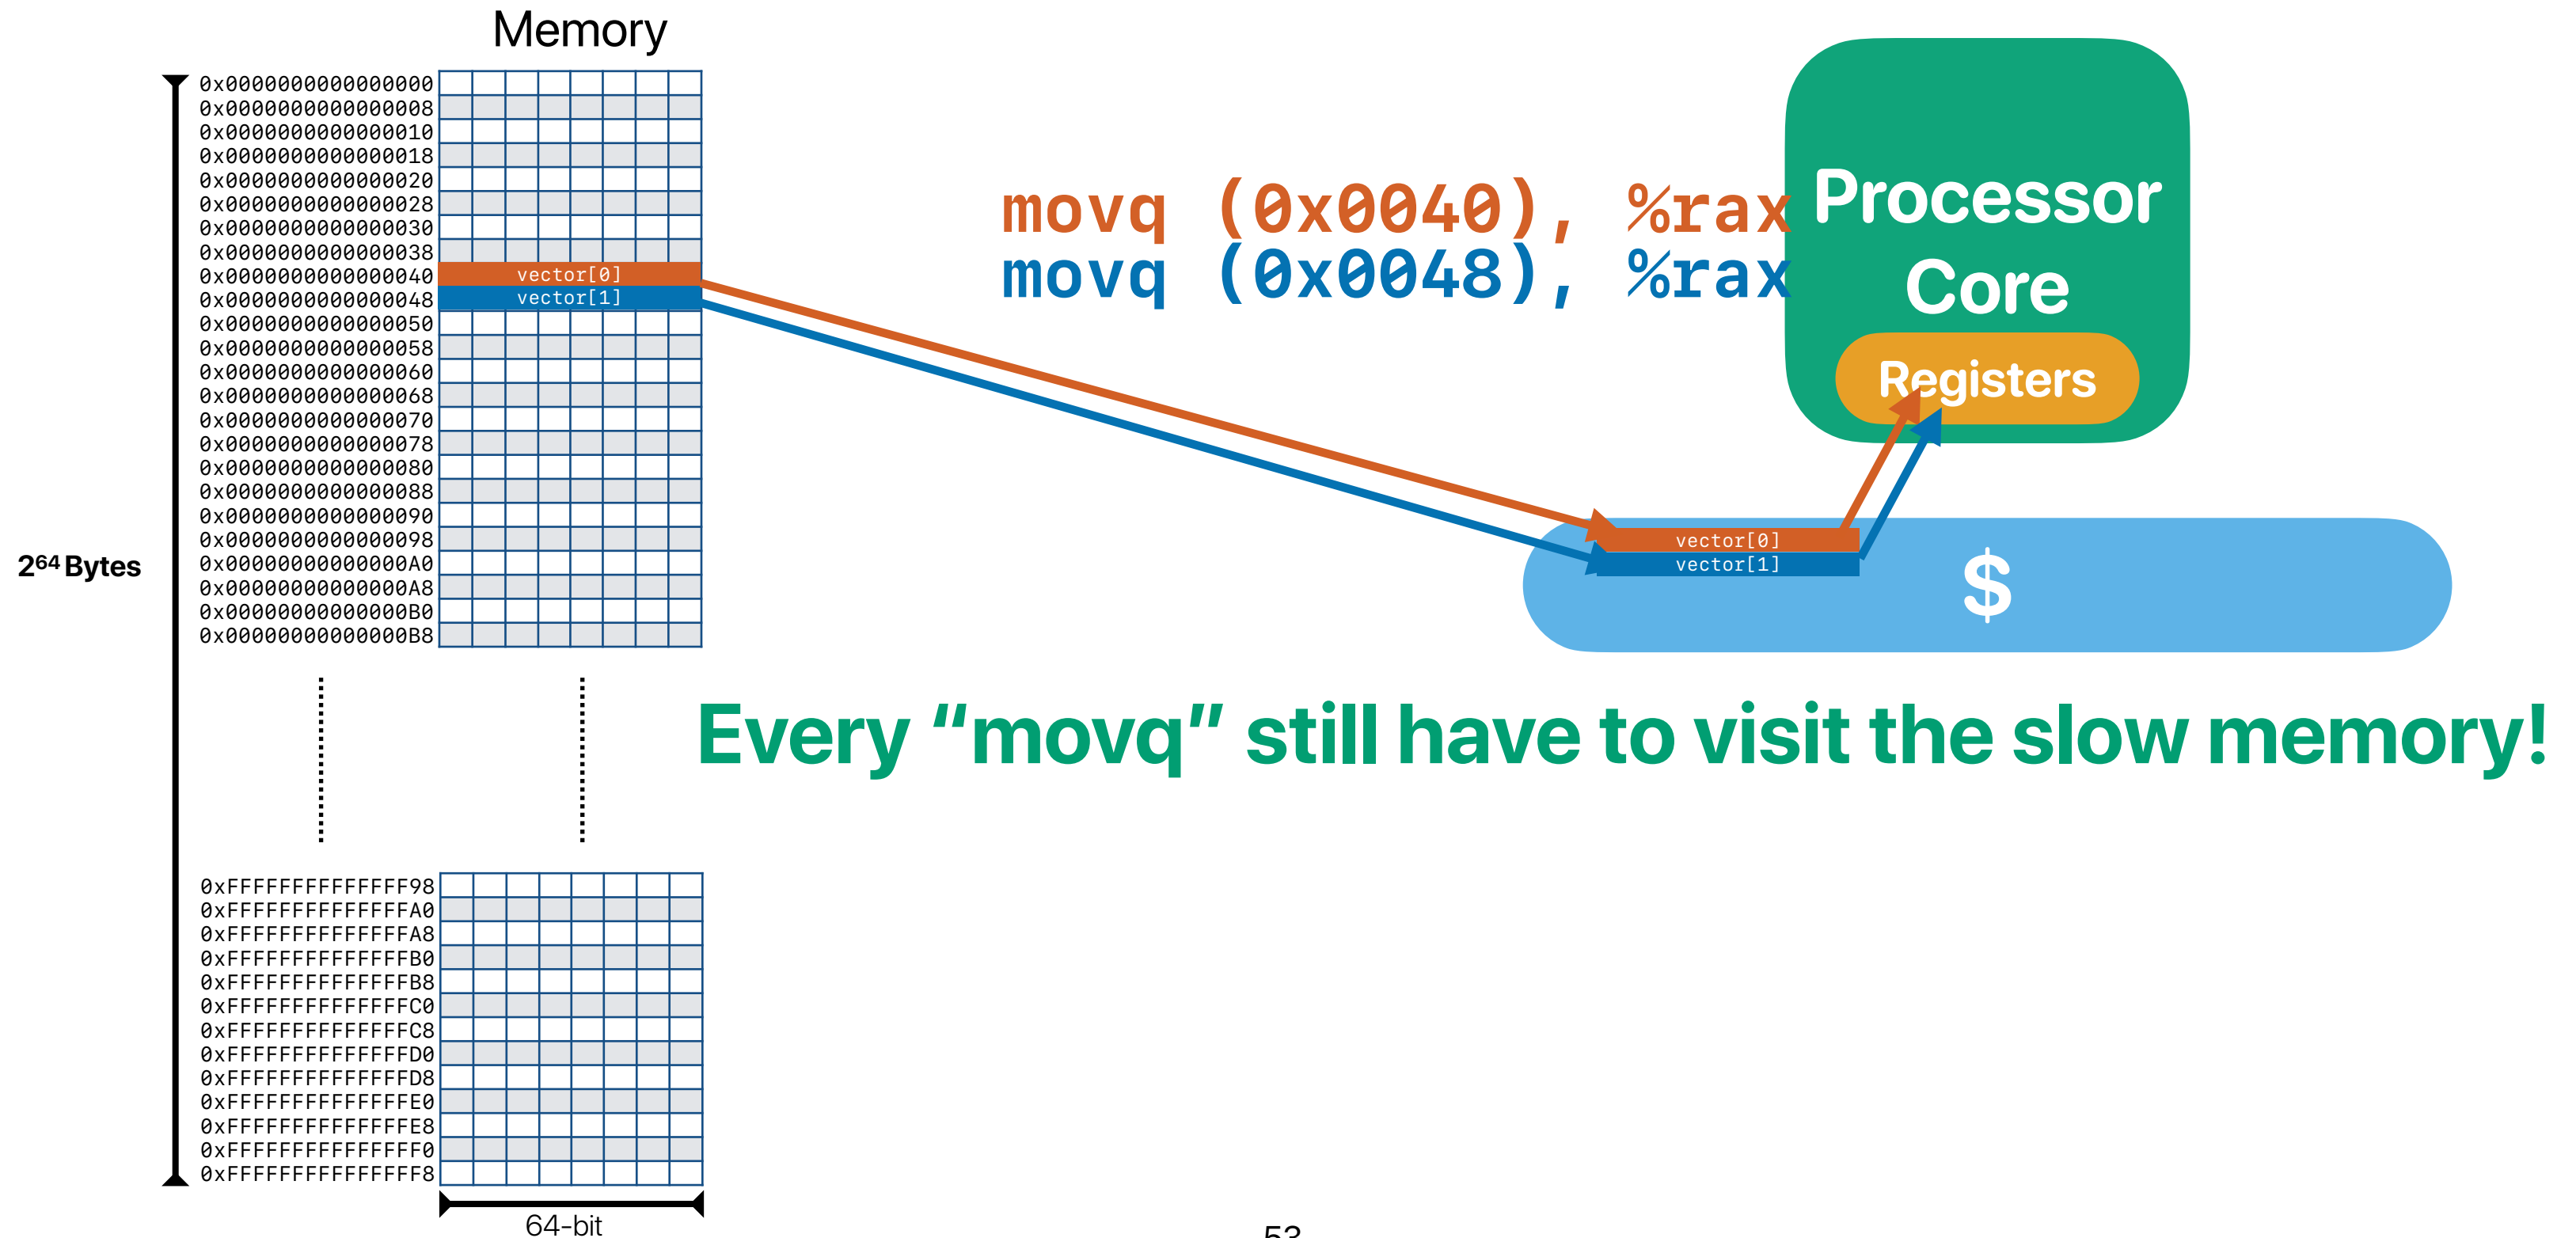 Memory
0x0000000000000000
0x0000000000000008
0x0000000000000010
0x0000000000000018
0x0000000000000020
0x0000000000000028
0x0000000000000030
0x0000000000000038
0x0000000000000040 vector[0]
0x0000000000000048 vector[1]
0x0000000000000050
0x0000000000000058
0x0000000000000060
0x0000000000000068
0x0000000000000070
0x0000000000000078
0x0000000000000080
0x0000000000000088
0x0000000000000090
0x0000000000000098
0x00000000000000A0
0x00000000000000A8
0x00000000000000B0
0x00000000000000B8
2⁶⁴ Bytes
0xFFFFFFFFFFFFFF98
0xFFFFFFFFFFFFFFA0
0xFFFFFFFFFFFFFFA8
0xFFFFFFFFFFFFFFB0
0xFFFFFFFFFFFFFFB8
0xFFFFFFFFFFFFFFC0
0xFFFFFFFFFFFFFFC8
0xFFFFFFFFFFFFFFD0
0xFFFFFFFFFFFFFFD8
0xFFFFFFFFFFFFFFE0
0xFFFFFFFFFFFFFFE8
0xFFFFFFFFFFFFFFF0
0xFFFFFFFFFFFFFFF8
64-bit
movq (0x0040), %rax
movq (0x0048), %rax
Processor
Core
Registers
vector[0]
vector[1]
$
Every “movq” still have to visit the slow memory!
53